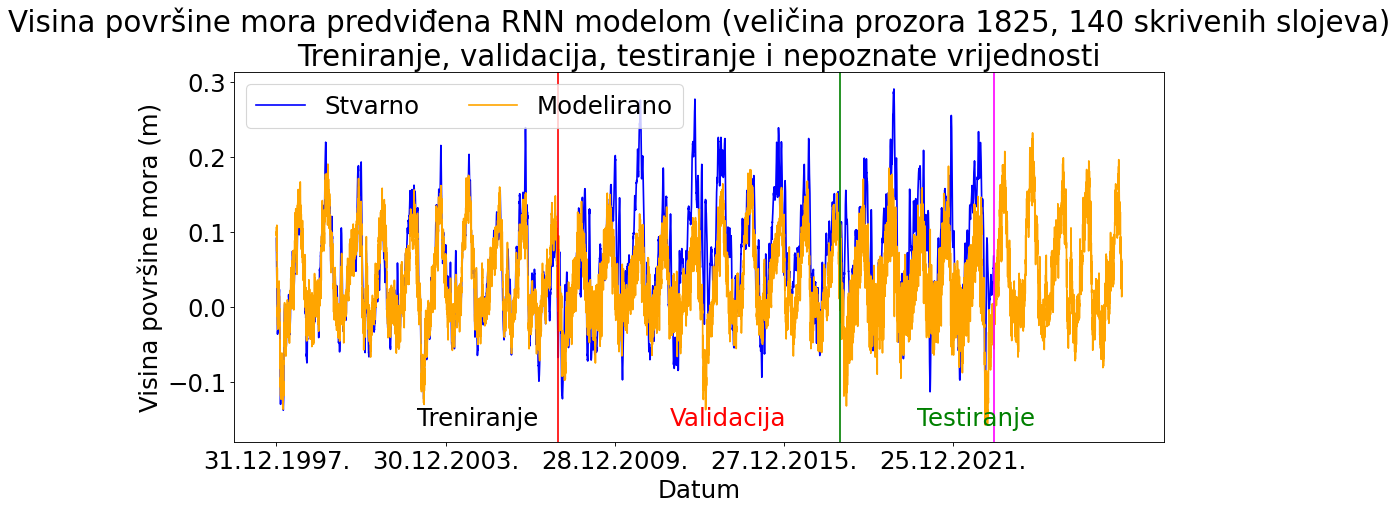 Visina površine mora predviđena RNN modelom (veličina prozora 1825, 140 skrivenih slojeva)
Treniranje, validacija, testiranje i nepoznate vrijednosti
Stvarno Modelirano
0.3
0.2
0.1
0.0
−0.1
Visina površine mora (m)
Treniranje Validacija Testiranje
31.12.1997. 30.12.2003. 28.12.2009. 27.12.2015. 25.12.2021.
Datum